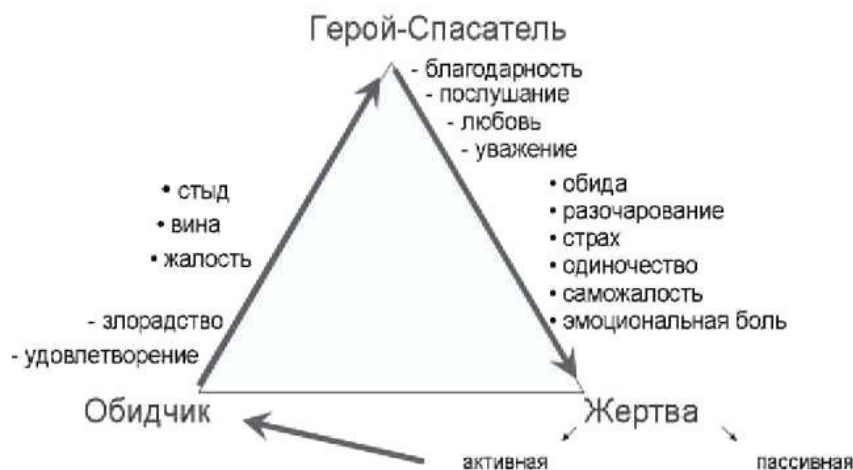 Герой-Спасатель
- благодарность
- послушание
- любовь
- уважение
• стыд
• вина
• жалость
• обида
• разочарование
• страх
• одиночество
• саможалость
• эмоциональная боль
- злорадство
- удовлетворение
Обидчик
Жертва
активная
пассивная